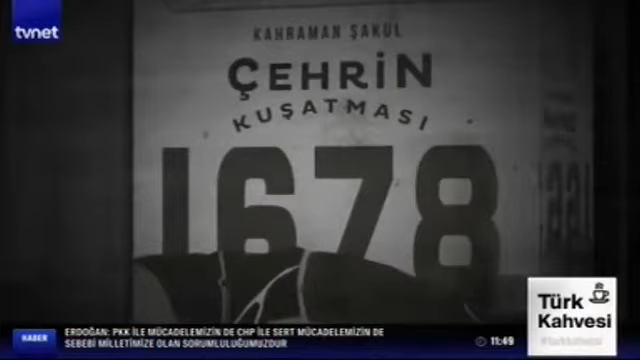 tvnet
KAHRAMAN ŞAKUL
ÇEHRİN
KUŞATMASI
1678
Türk
Kahvesi
#turkkahvesi
HABER
ERDOĞAN: PKK İLE MÜCADELEMİZİN DE CHP İLE SERT MÜCADELEMİZİN DE
SEBEBİ MİLLETİMİZE OLAN SORUMLULUĞUMUZDUR
11:49